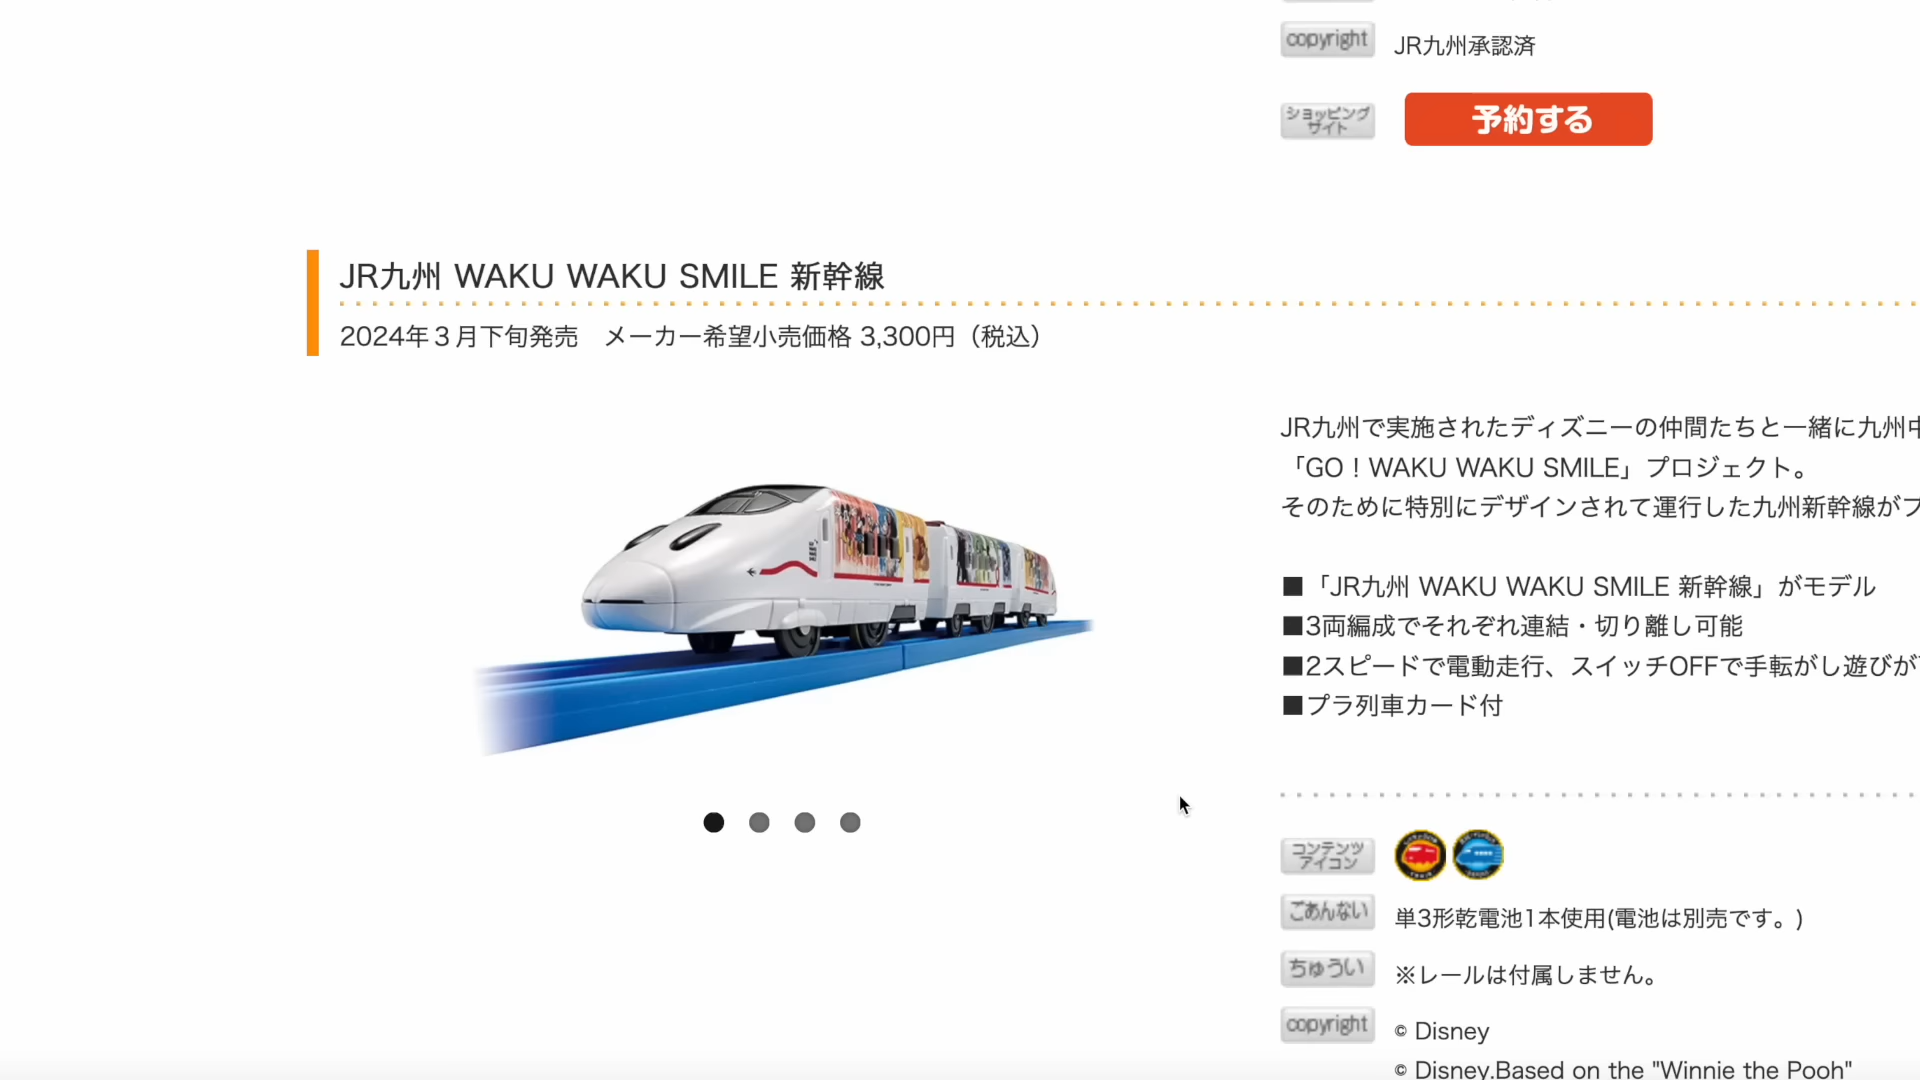 copyright JR九州承認済
ショッピング
サイト
予約する
JR九州 WAKU WAKU SMILE 新幹線
2024年3月下旬発売　メーカー希望小売価格 3,300円（税込）
JR九州で実施されたディズニーの仲間たちと一緒に九州中
「GO！WAKU WAKU SMILE」プロジェクト。
そのために特別にデザインされて運行した九州新幹線がプ
■「JR九州 WAKU WAKU SMILE 新幹線」がモデル
■3両編成でそれぞれ連結・切り離し可能
■2スピードで電動走行、スイッチOFFで手転がし遊びが
■プラ列車カード付
コンテンツ
アイコン
ごあんない 単3形乾電池1本使用(電池は別売です。)
ちゅうい ※レールは付属しません。
copyright © Disney
© Disney.Based on the "Winnie the Pooh"